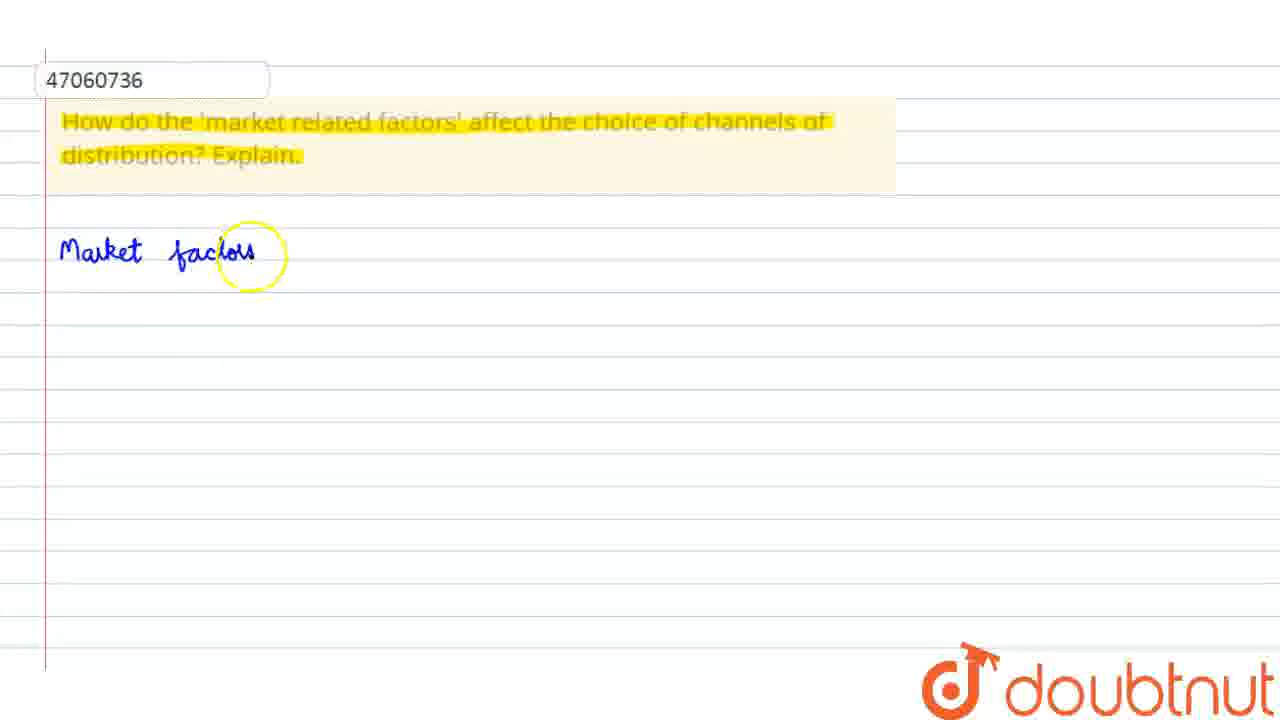 47060736
How do the 'market related factors' affect the choice of channels of
distribution? Explain.
Market factors
doubtnut